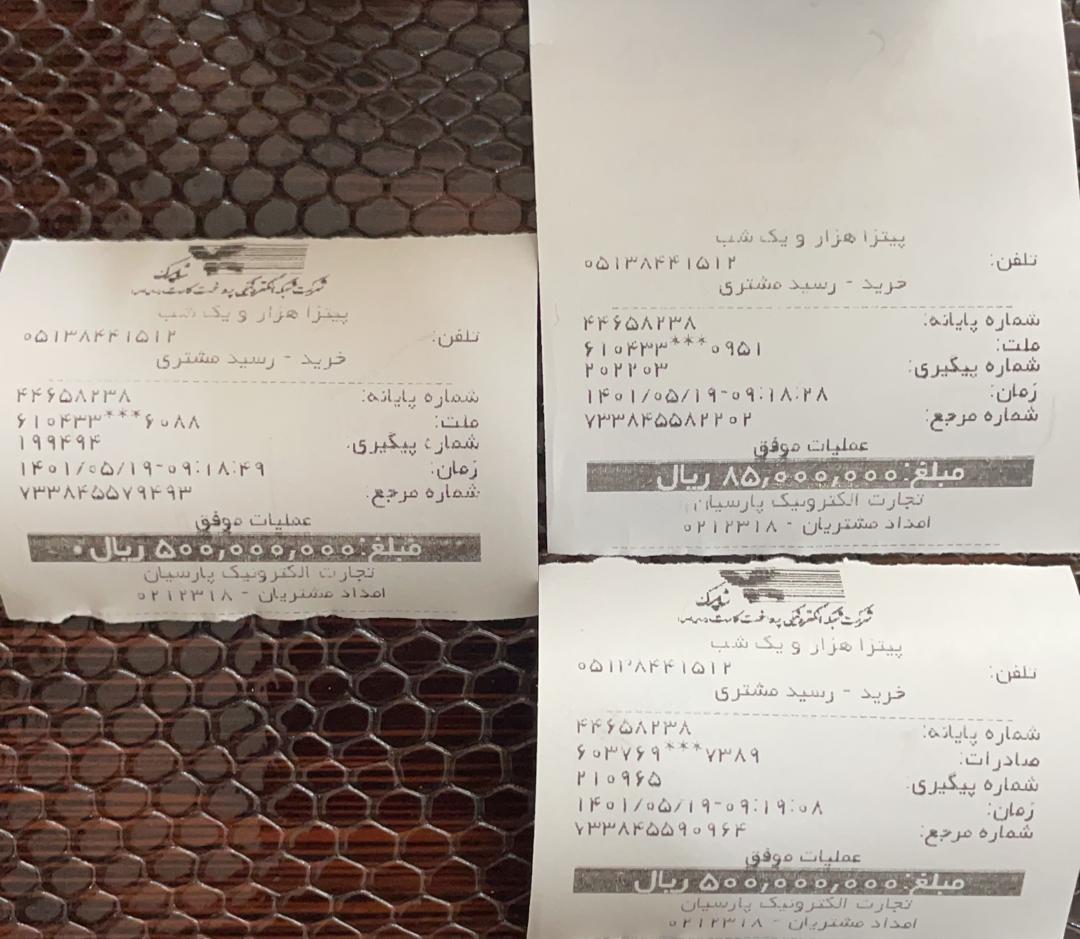 شاپرک
شرکت شبکه الکترونیکی پرداخت کارت
پیتزا هزار و یک شب
تلفن: ۰۵۱۳۸۴۴۱۵۱۲
خرید - رسید مشتری
شماره پایانه: ۴۴۶۵۸۲۳۸
ملت: ۶۱۰۴۳۳***۶۰۸۸
شماره پیگیری: ۱۹۹۴۹۴
زمان: ۱۴۰۱/۰۵/۱۹-۰۹:۱۸:۴۹
شماره مرجع: ۷۳۳۸۴۵۵۷۹۴۹۳
عملیات موفق
مبلغ: ۵۰۰,۰۰۰,۰۰۰ ریال
تجارت الکترونیک پارسیان
امداد مشتریان - ۰۲۱۲۳۱۸
پیتزا هزار و یک شب
تلفن: ۰۵۱۳۸۴۴۱۵۱۲
خرید - رسید مشتری
شماره پایانه: ۴۴۶۵۸۲۳۸
ملت: ۶۱۰۴۳۳***۰۹۵۱
شماره پیگیری: ۲۰۲۲۰۳
زمان: ۱۴۰۱/۰۵/۱۹-۰۹:۱۸:۲۸
شماره مرجع: ۷۳۳۸۴۵۵۸۲۲۰۲
عملیات موفق
مبلغ: ۸۵,۰۰۰,۰۰۰ ریال
تجارت الکترونیک پارسیان
امداد مشتریان - ۰۲۱۲۳۱۸
شاپرک
شرکت شبکه الکترونیکی پرداخت کارت
پیتزا هزار و یک شب
تلفن: ۰۵۱۳۸۴۴۱۵۱۲
خرید - رسید مشتری
شماره پایانه: ۴۴۶۵۸۲۳۸
صادرات: ۶۰۳۷۶۹***۷۳۸۹
شماره پیگیری: ۲۱۰۹۶۵
زمان: ۱۴۰۱/۰۵/۱۹-۰۹:۱۹:۰۸
شماره مرجع: ۷۳۳۸۴۵۵۹۰۹۶۴
عملیات موفق
مبلغ: ۵۰۰,۰۰۰,۰۰۰ ریال
تجارت الکترونیک پارسیان
امداد مشتریان - ۰۲۱۲۳۱۸